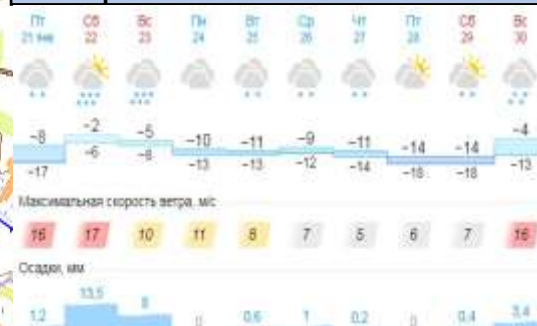 Пт Сб Вс Пн Вт Ср Чт Пт Сб Вс
21 янв 22 23 24 25 26 27 28 29 30
-8 -2 -5 -10 -11 -9 -11 -14 -14 -4
-17 -6 -8 -13 -13 -12 -14 -18 -18 -13
Максимальная скорость ветра, м/с
16 17 10 11 8 7 5 6 7 16
Осадки, мм
1,2 13,5 8 0 0,6 1 0,2 0 0,4 3,4